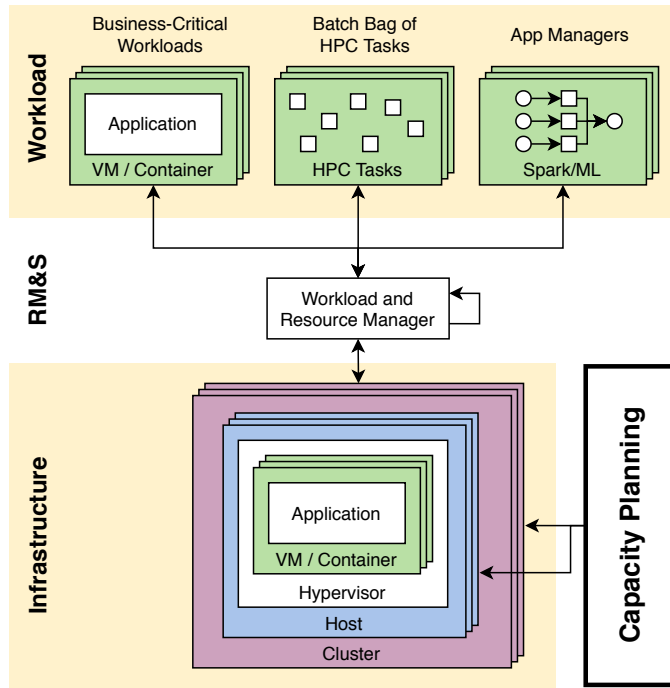 Business-Critical
Workloads
Batch Bag of
HPC Tasks
App Managers
Workload
Application
VM / Container
HPC Tasks
Spark/ML
RM&S
Workload and
Resource Manager
Infrastructure
Application
VM / Container
Hypervisor
Host
Cluster
Capacity Planning